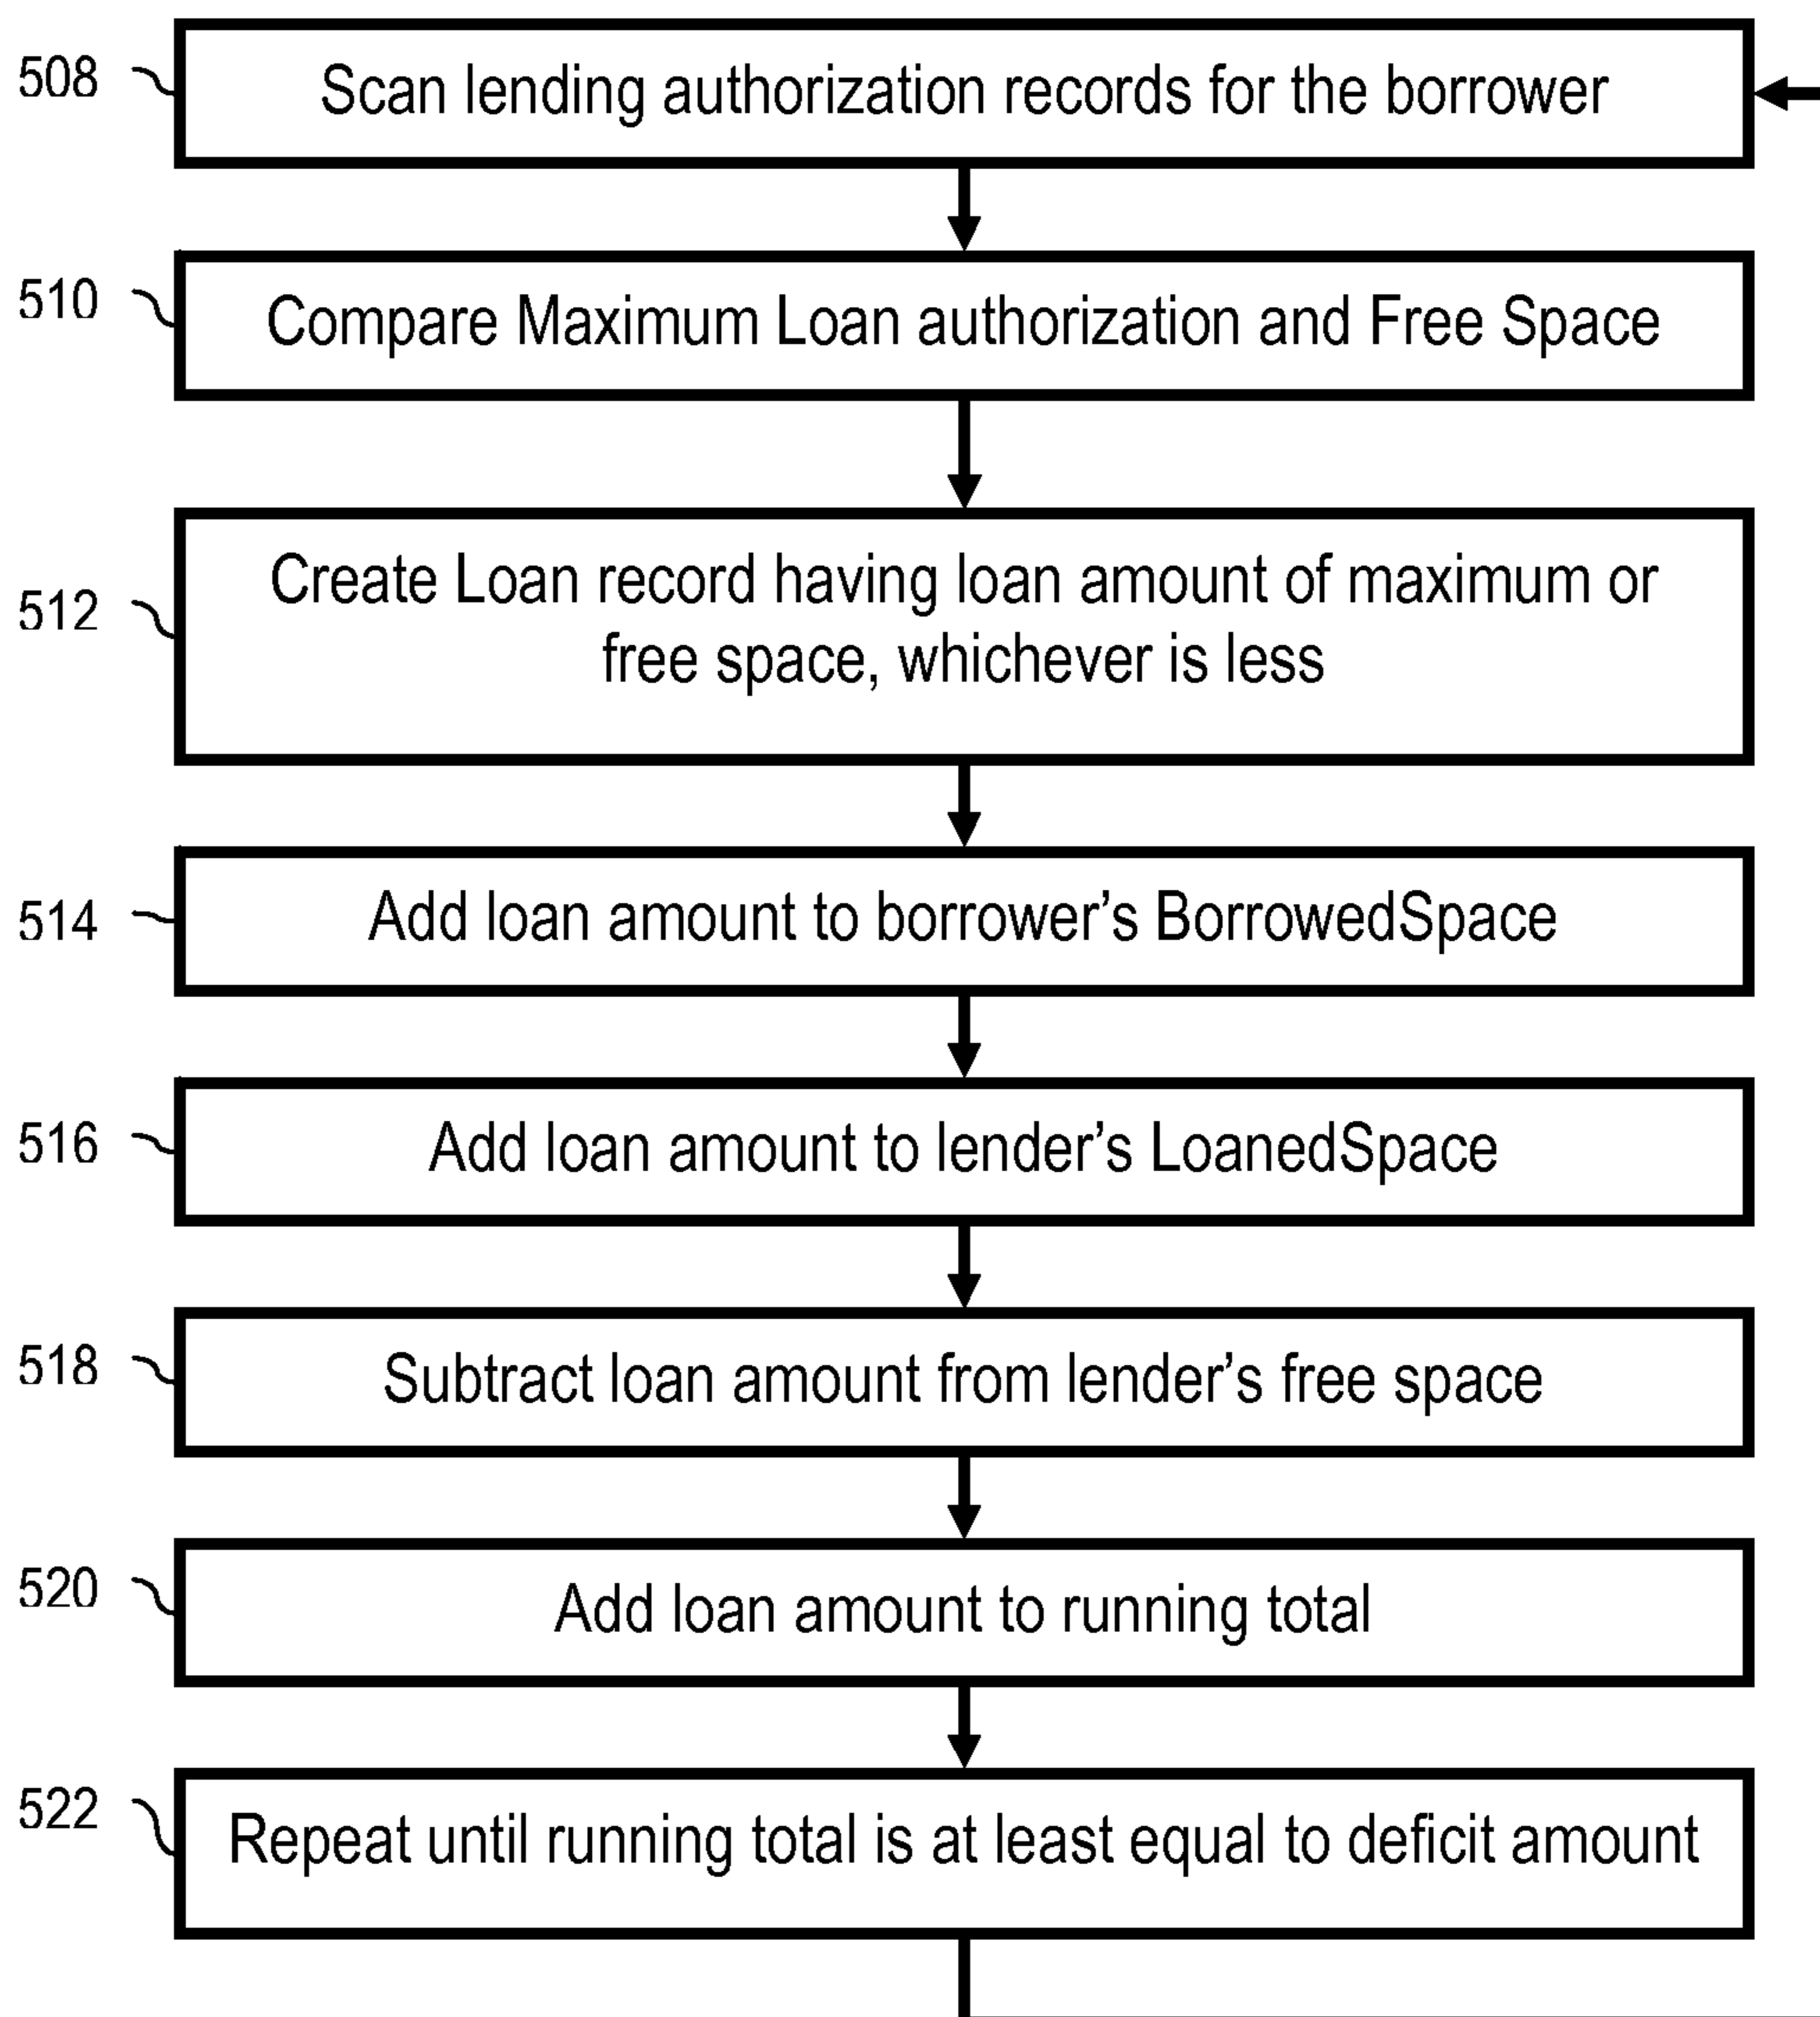 508 Scan lending authorization records for the borrower
510 Compare Maximum Loan authorization and Free Space
512 Create Loan record having loan amount of maximum or
free space, whichever is less
514 Add loan amount to borrower’s BorrowedSpace
516 Add loan amount to lender’s LoanedSpace
518 Subtract loan amount from lender’s free space
520 Add loan amount to running total
522 Repeat until running total is at least equal to deficit amount